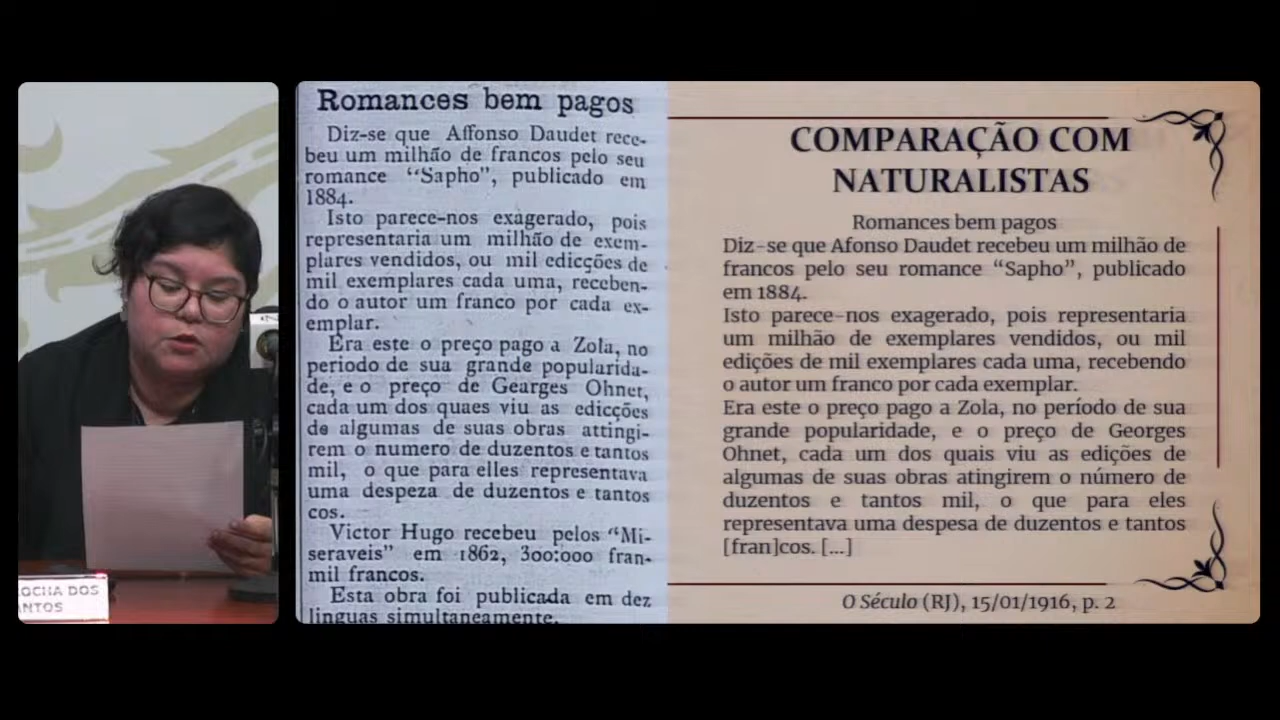 Romances bem pagos
Diz-se que Affonso Daudet rece-
beu um milhão de francos pelo seu
romance “Sapho”, publicado em
1884.
Isto parece-nos exagerado, pois
representaria um milhão de exem-
plares vendidos, ou mil edicções de
mil exemplares cada uma, receben-
do o autor um franco por cada ex-
emplar.
Era este o preço pago a Zola, no
periodo de sua grande popularida-
de, e o preço de Gearges Ohnet,
cada um dos quaes viu as edicções
de algumas de suas obras attingi-
rem o numero de duzentos e tantos
mil, o que para elles representava
uma despeza de duzentos e tantos
cos.
Victor Hugo recebeu pelos “Mi-
seraveis” em 1862, 300:000 fran-
mil francos.
Esta obra foi publicada em dez
linguas simultaneamente.
COMPARAÇÃO COM
NATURALISTAS
Romances bem pagos
Diz-se que Afonso Daudet recebeu um milhão de
francos pelo seu romance “Sapho”, publicado
em 1884.
Isto parece-nos exagerado, pois representaria
um milhão de exemplares vendidos, ou mil
edições de mil exemplares cada uma, recebendo
o autor um franco por cada exemplar.
Era este o preço pago a Zola, no período de sua
grande popularidade, e o preço de Georges
Ohnet, cada um dos quais viu as edições de
algumas de suas obras atingirem o número de
duzentos e tantos mil, o que para eles
representava uma despesa de duzentos e tantos
[fran]cos. [...]
O Século (RJ), 15/01/1916, p. 2
OCHA DOS
ANTOS